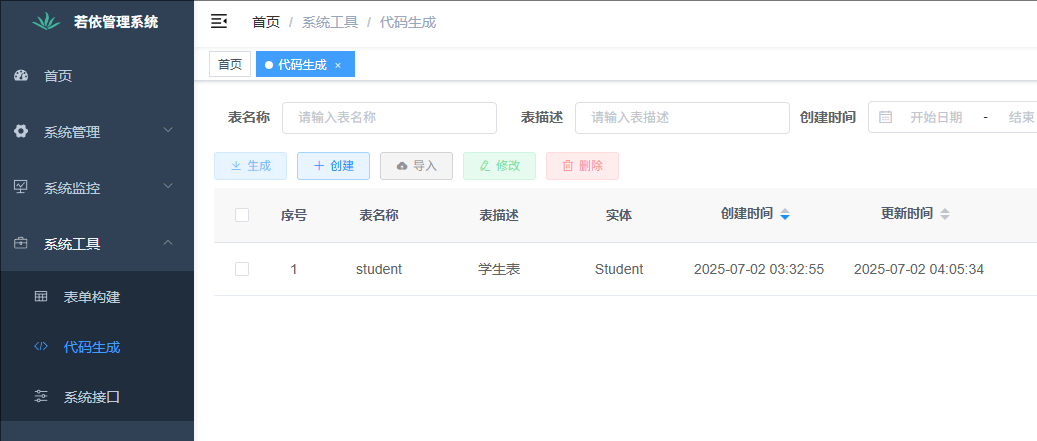 若依管理系统
首页 / 系统工具 / 代码生成
首页 代码生成 ×
首页
系统管理
系统监控
系统工具
表单构建
代码生成
系统接口
表名称 请输入表名称 表描述 请输入表描述 创建时间 开始日期 - 结束
生成 创建 导入 修改 删除
序号 表名称 表描述 实体 创建时间 更新时间
1 student 学生表 Student 2025-07-02 03:32:55 2025-07-02 04:05:34